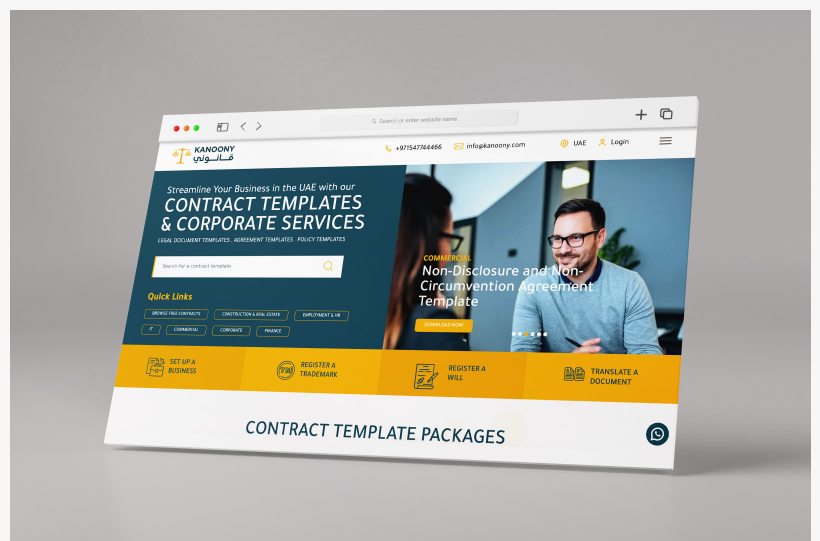 Search or enter website name
KANOONY
قـانــونـي
+971547744466
info@kanoony.com
UAE
Login
Streamline Your Business in the UAE with our
CONTRACT TEMPLATES
& CORPORATE SERVICES
LEGAL DOCUMENT TEMPLATES . AGREEMENT TEMPLATES . POLICY TEMPLATES
Search for a contract template
Quick Links
BROWSE FREE CONTRACTS
CONSTRUCTION & REAL ESTATE
EMPLOYMENT & HR
IT
COMMERCIAL
CORPORATE
FINANCE
COMMERCIAL
Non-Disclosure and Non-
Circumvention Agreement
Template
DOWNLOAD NOW
SET UP A
BUSINESS
TM
REGISTER A
TRADEMARK
REGISTER A
WILL
TRANSLATE A
DOCUMENT
CONTRACT TEMPLATE PACKAGES